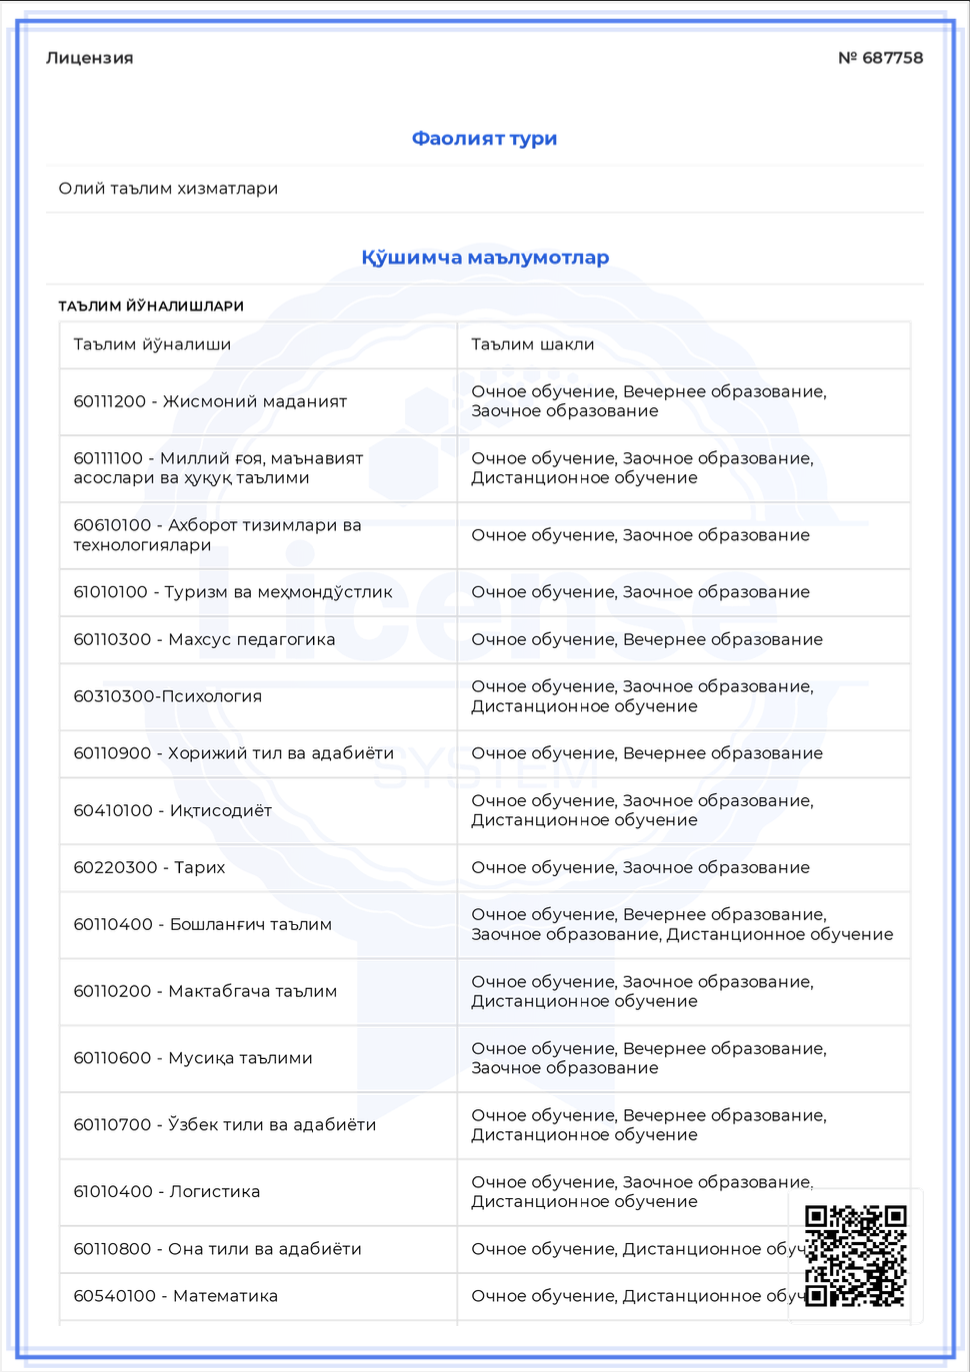 Лицензия
№ 687758
Фаолият тури
Олий таълим хизматлари
Қўшимча маълумотлар
ТАЪЛИМ ЙЎНАЛИШЛАРИ
Таълим йўналиши
Таълим шакли
60111200 - Жисмоний маданият
Очное обучение, Вечернее образование,
Заочное образование
60111100 - Миллий ғоя, маънавият
асослари ва ҳуқуқ таълими
Очное обучение, Заочное образование,
Дистанционное обучение
60610100 - Ахборот тизимлари ва
технологиялари
Очное обучение, Заочное образование
61010100 - Туризм ва меҳмондўстлик
Очное обучение, Заочное образование
60110300 - Махсус педагогика
Очное обучение, Вечернее образование
60310300-Психология
Очное обучение, Заочное образование,
Дистанционное обучение
60110900 - Хорижий тил ва адабиёти
Очное обучение, Вечернее образование
60410100 - Иқтисодиёт
Очное обучение, Заочное образование,
Дистанционное обучение
60220300 - Тарих
Очное обучение, Заочное образование
60110400 - Бошланғич таълим
Очное обучение, Вечернее образование,
Заочное образование, Дистанционное обучение
60110200 - Мактабгача таълим
Очное обучение, Заочное образование,
Дистанционное обучение
60110600 - Мусиқа таълими
Очное обучение, Вечернее образование,
Заочное образование
60110700 - Ўзбек тили ва адабиёти
Очное обучение, Вечернее образование,
Дистанционное обучение
61010400 - Логистика
Очное обучение, Заочное образование,
Дистанционное обучение
60110800 - Она тили ва адабиёти
Очное обучение, Дистанционное
60540100 - Математика
Очное обучение, Дистанционное
License
SYSTEM